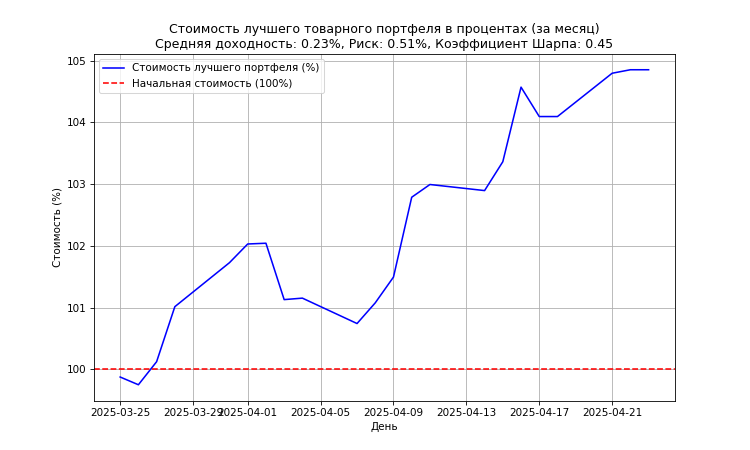 Стоимость лучшего товарного портфеля в процентах (за месяц)
Средняя доходность: 0.23%, Риск: 0.51%, Коэффициент Шарпа: 0.45
Стоимость лучшего портфеля (%)
Начальная стоимость (100%)
Стоимость (%)
105
104
103
102
101
100
2025-03-25 2025-03-29 2025-04-01 2025-04-05 2025-04-09 2025-04-13 2025-04-17 2025-04-21
День